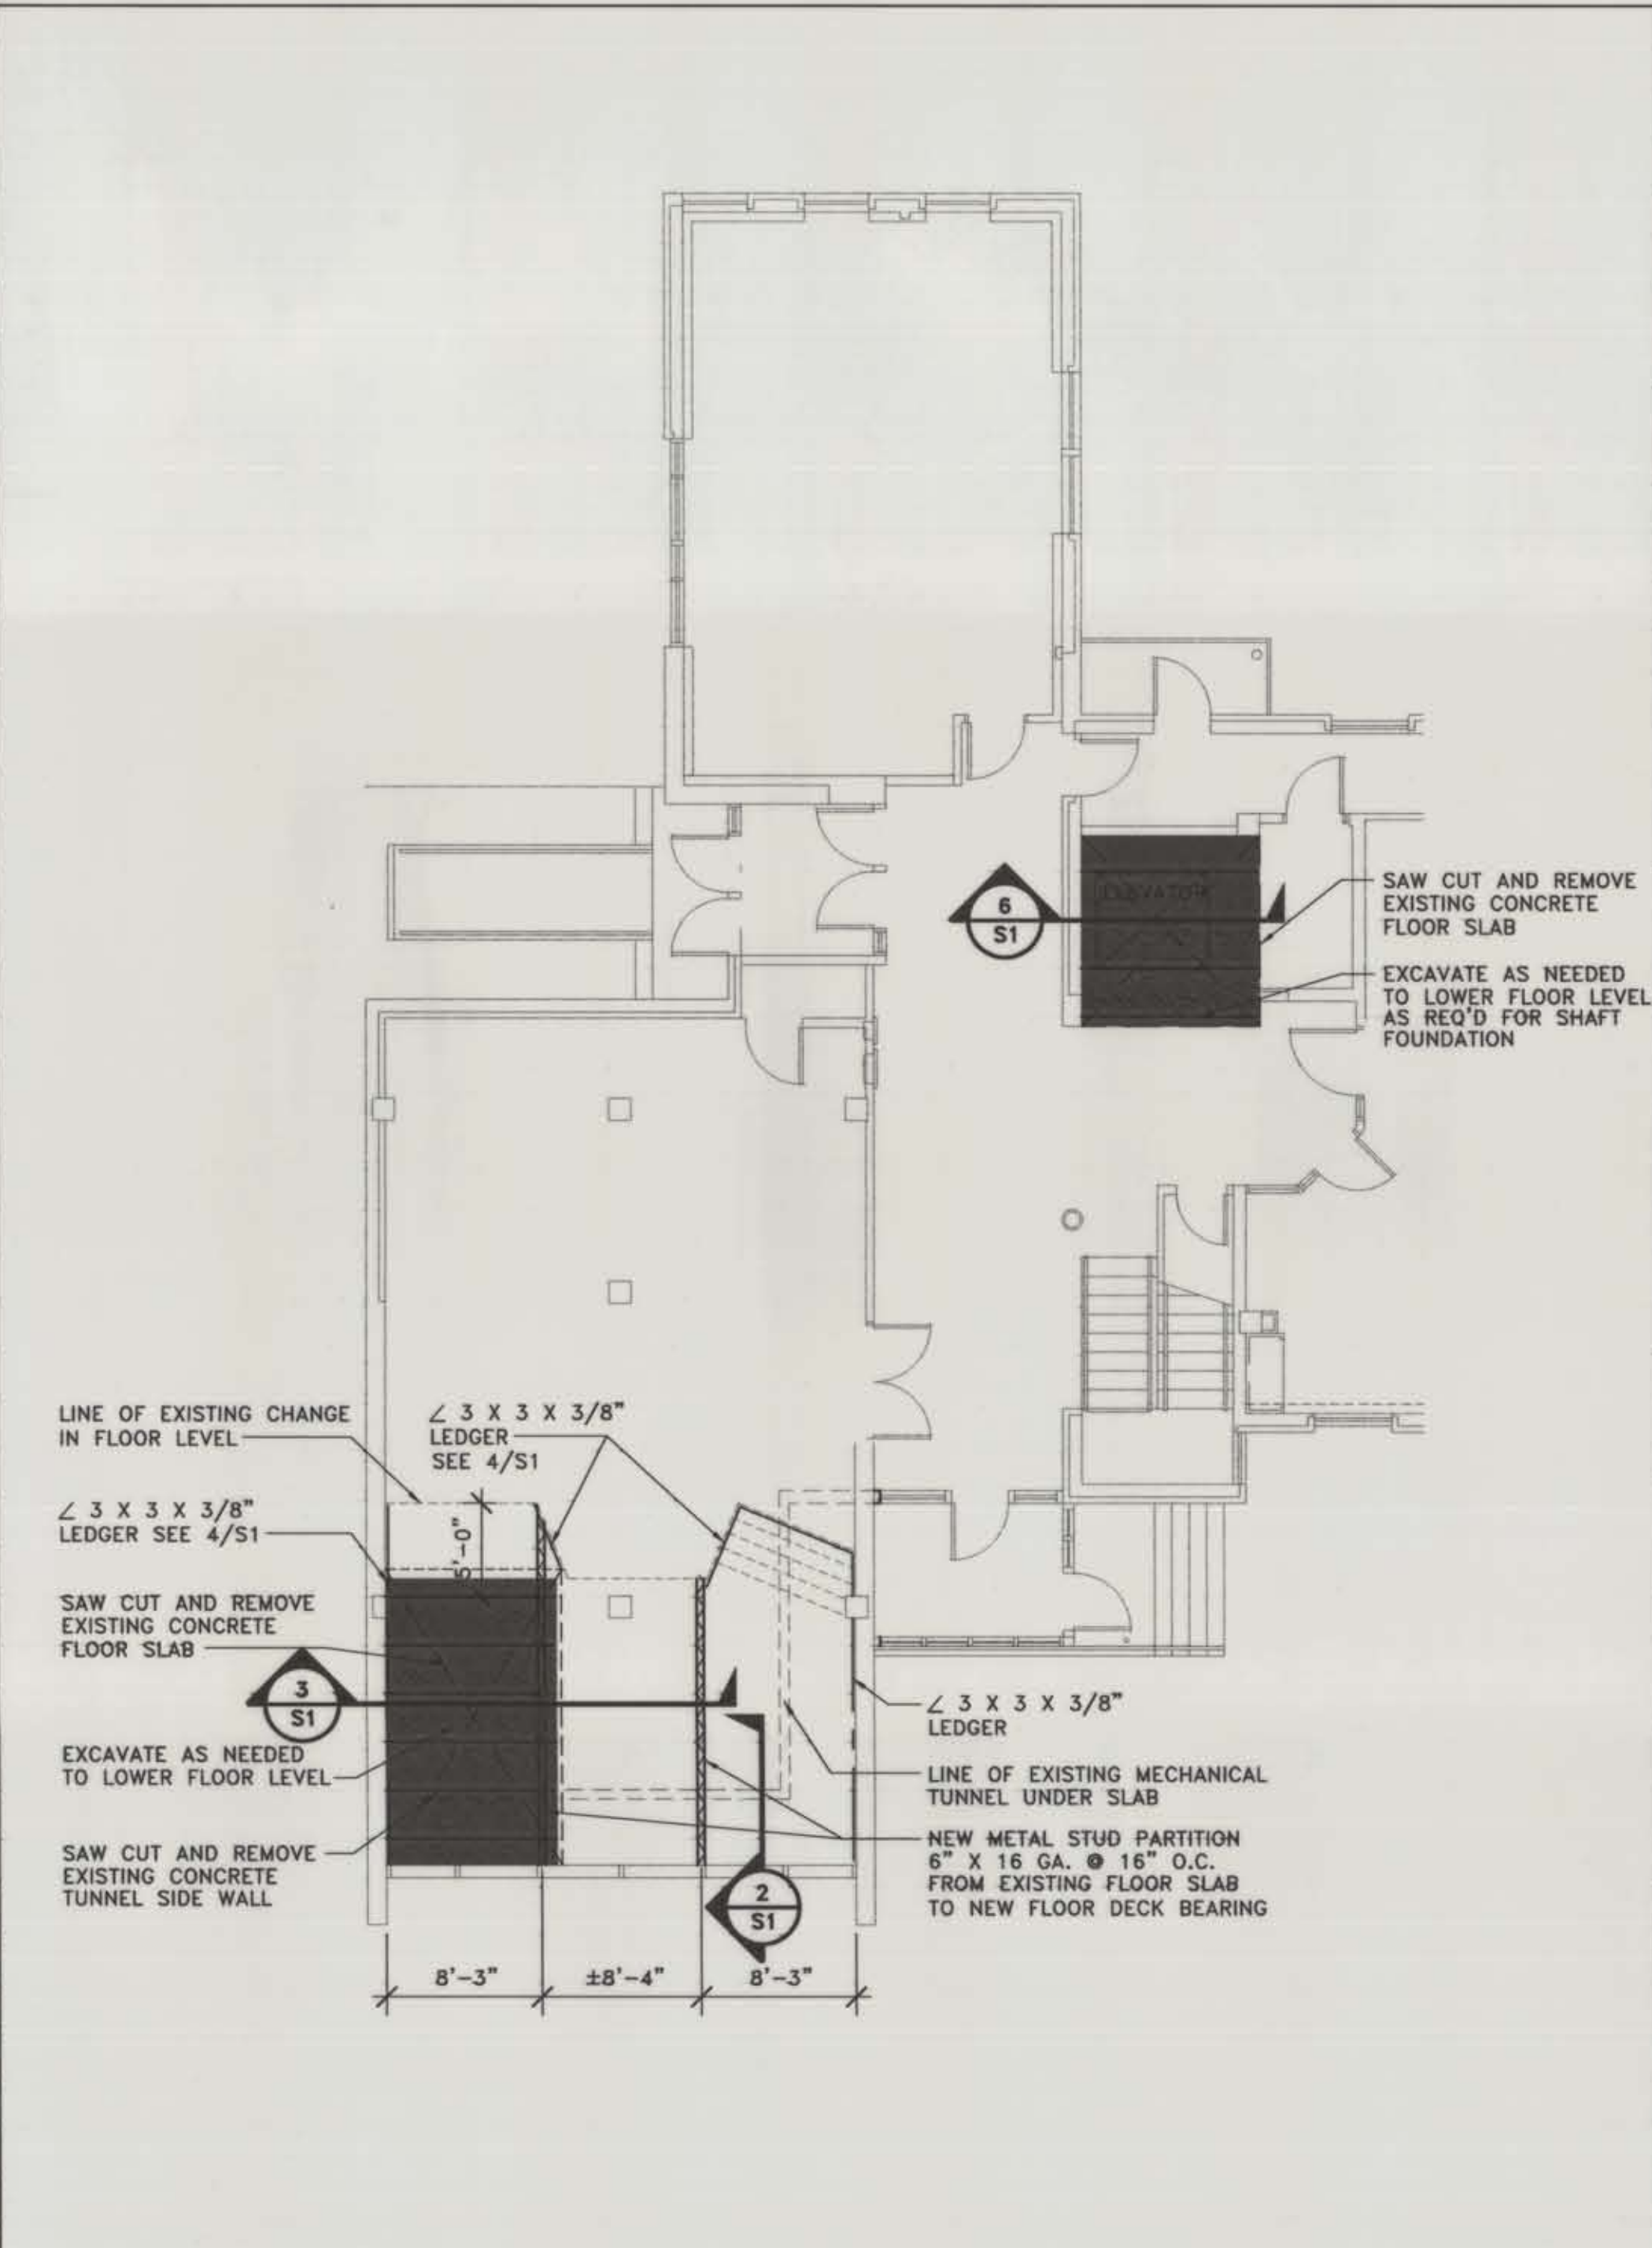 ELEVATOR
6
S1
SAW CUT AND REMOVE
EXISTING CONCRETE
FLOOR SLAB
EXCAVATE AS NEEDED
TO LOWER FLOOR LEVEL
AS REQ'D FOR SHAFT
FOUNDATION
LINE OF EXISTING CHANGE
IN FLOOR LEVEL
∠ 3 X 3 X 3/8"
LEDGER
SEE 4/S1
∠ 3 X 3 X 3/8"
LEDGER SEE 4/S1
5'-0"
SAW CUT AND REMOVE
EXISTING CONCRETE
FLOOR SLAB
3
S1
EXCAVATE AS NEEDED
TO LOWER FLOOR LEVEL
SAW CUT AND REMOVE
EXISTING CONCRETE
TUNNEL SIDE WALL
∠ 3 X 3 X 3/8"
LEDGER
LINE OF EXISTING MECHANICAL
TUNNEL UNDER SLAB
NEW METAL STUD PARTITION
6" X 16 GA. @ 16" O.C.
FROM EXISTING FLOOR SLAB
TO NEW FLOOR DECK BEARING
2
S1
8'-3"
±8'-4"
8'-3"